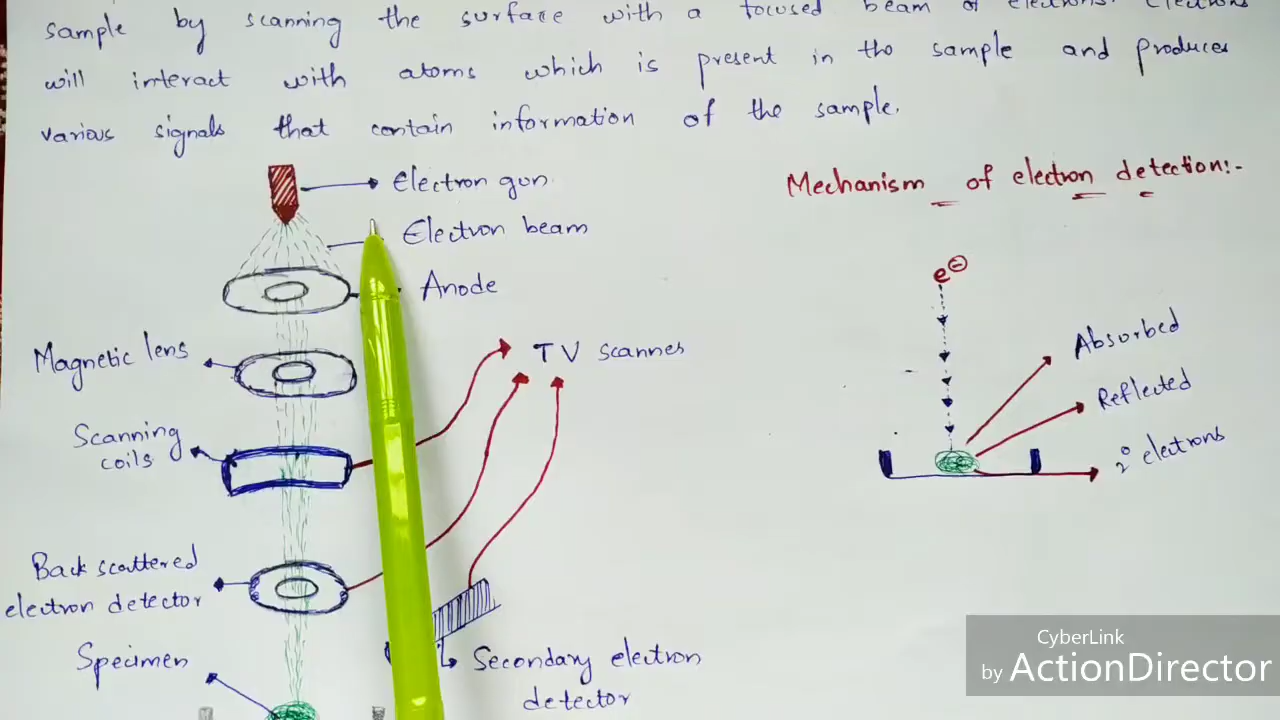 sample by scanning the surface with a focused beam of electrons. Electrons
will interact with atoms which is present in the sample and produces
various signals that contain information of the sample.
Electron gun
Mechanism of electron detection:-
Electron beam
e⊖
Anode
Magnetic lens
TV scannes
Absorbed
Reflected
Scanning
coils
2° electrons
Back scattered
electron detector
Specimen
Secondary electron
detector
CyberLink
by ActionDirector